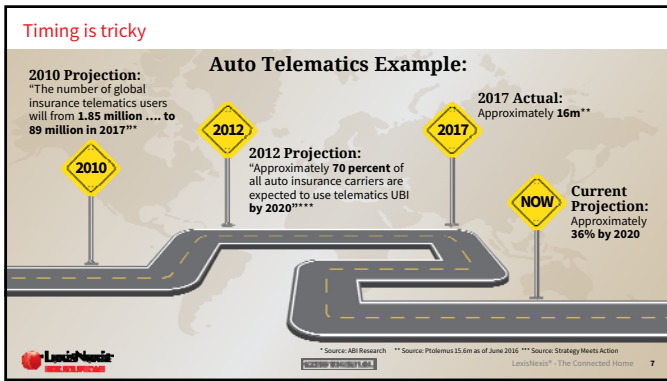 Timing is tricky
Auto Telematics Example:
2010 Projection:
“The number of global
insurance telematics users
will from 1.85 million .... to
89 million in 2017”*
2010
2012
2012 Projection:
“Approximately 70 percent of
all auto insurance carriers are
expected to use telematics UBI
by 2020”***
2017
2017 Actual:
Approximately 16m**
NOW
Current
Projection:
Approximately
36% by 2020
* Source: ABI Research ** Source: Ptolemus 15.6m as of June 2016 *** Source: Strategy Meets Action
LexisNexis
RISK SOLUTIONS
LexisNexis® - The Connected Home 7